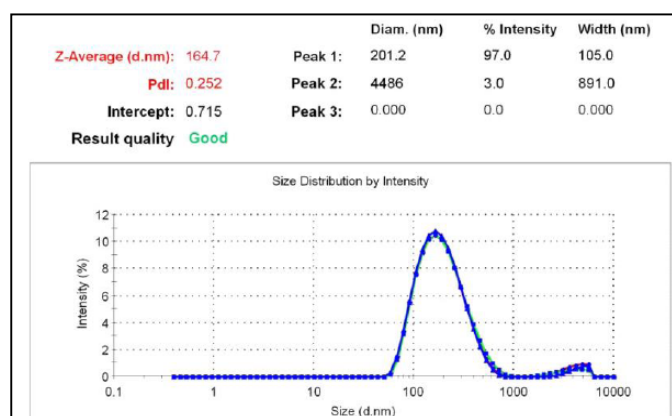 Diam. (nm) % Intensity Width (nm)
Z-Average (d.nm): 164.7 Peak 1: 201.2 97.0 105.0
PdI: 0.252 Peak 2: 4486 3.0 891.0
Intercept: 0.715 Peak 3: 0.000 0.0 0.000
Result quality Good
Size Distribution by Intensity
12
10
8
6
4
2
0
Intensity (%)
0.1 1 10 100 1000 10000
Size (d.nm)